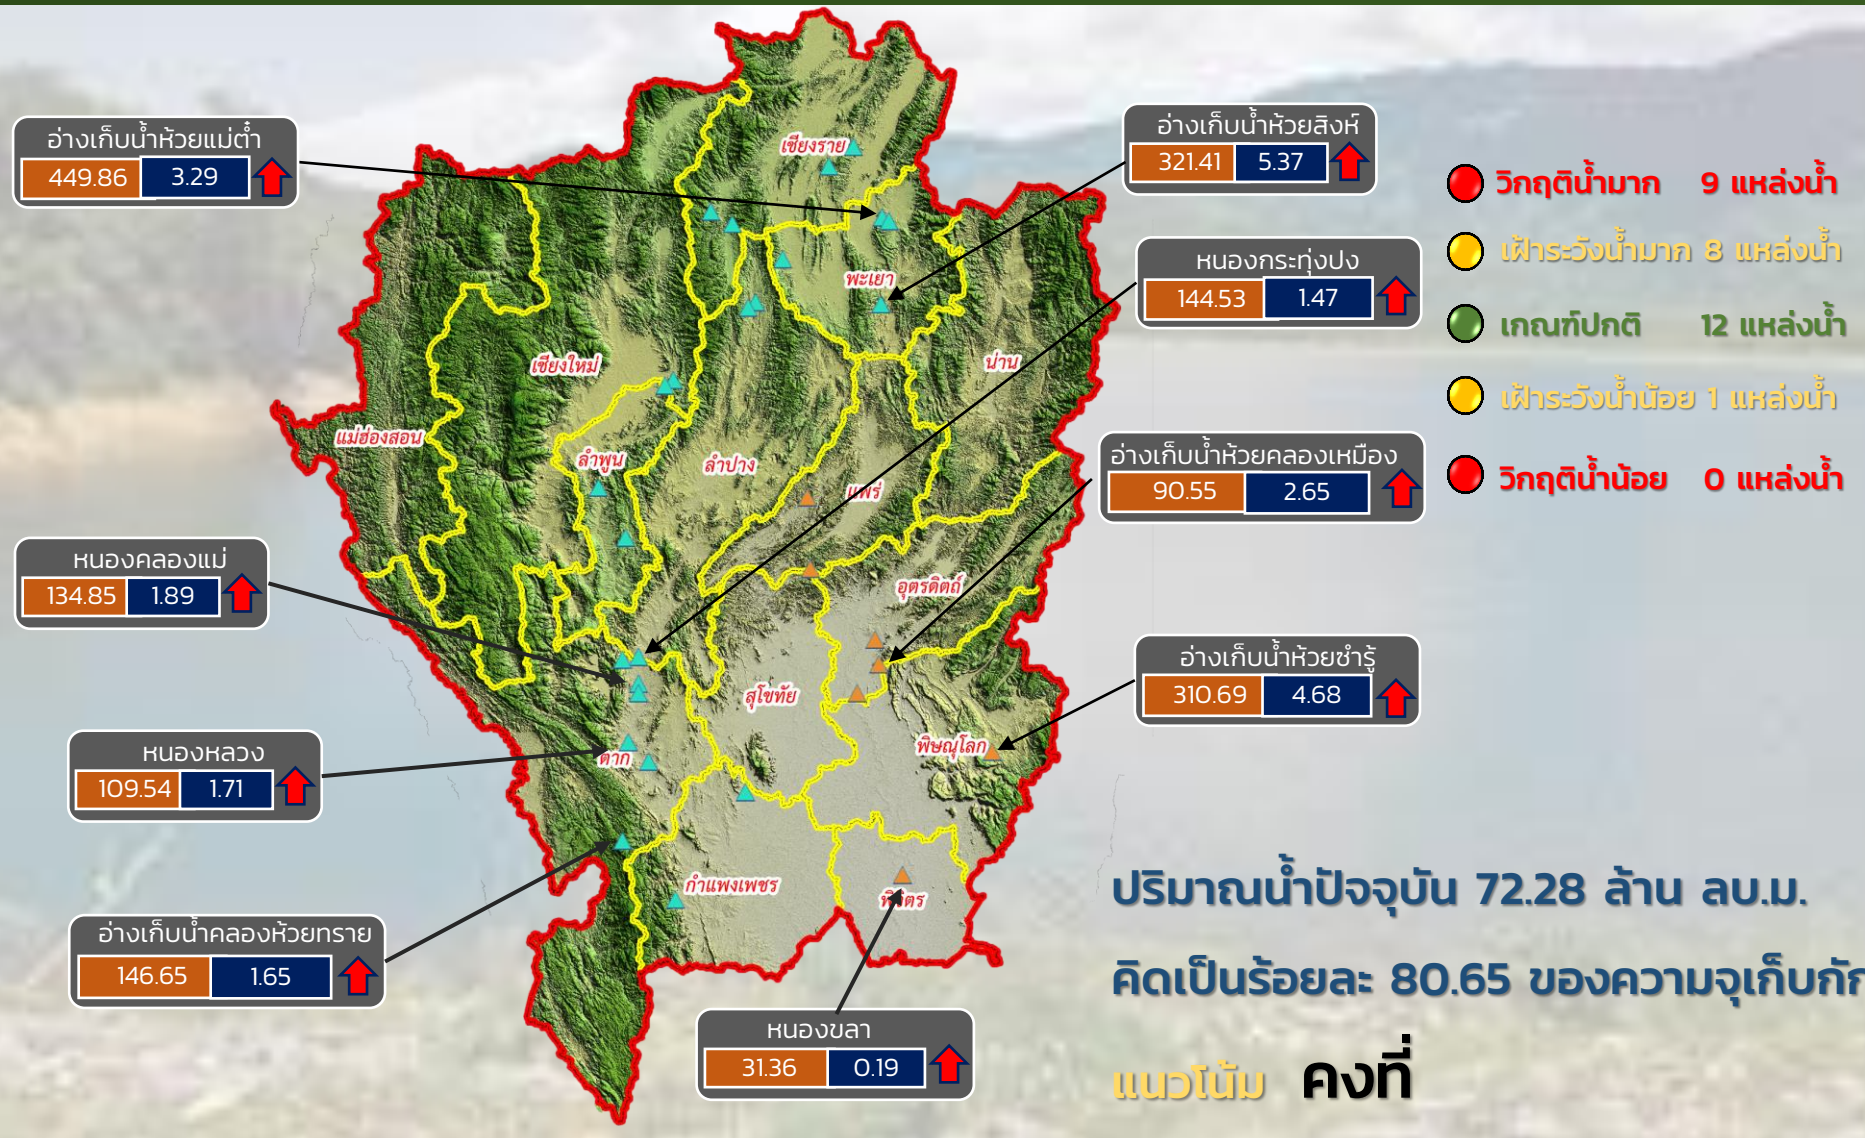 อ่างเก็บน้ำห้วยแม่ต๋ำ
449.86 3.29
อ่างเก็บน้ำห้วยสิงห์
321.41 5.37
หนองกระทุ่งปง
144.53 1.47
อ่างเก็บน้ำห้วยคลองเหมือง
90.55 2.65
อ่างเก็บน้ำห้วยซำรู้
310.69 4.68
หนองคลองแม่
134.85 1.89
หนองหลวง
109.54 1.71
อ่างเก็บน้ำคลองห้วยทราย
146.65 1.65
หนองขลา
31.36 0.19
เชียงราย
พะเยา
น่าน
เชียงใหม่
แม่ฮ่องสอน
ลำพูน
ลำปาง
แพร่
อุตรดิตถ์
สุโขทัย
ตาก
พิษณุโลก
กำแพงเพชร
วิกฤติน้ำมาก 9 แหล่งน้ำ
เฝ้าระวังน้ำมาก 8 แหล่งน้ำ
เกณฑ์ปกติ 12 แหล่งน้ำ
เฝ้าระวังน้ำน้อย 1 แหล่งน้ำ
วิกฤติน้ำน้อย 0 แหล่งน้ำ
ปริมาณน้ำปัจจุบัน 72.28 ล้าน ลบ.ม.
คิดเป็นร้อยละ 80.65 ของความจุเก็บกัก
แนวโน้ม คงที่